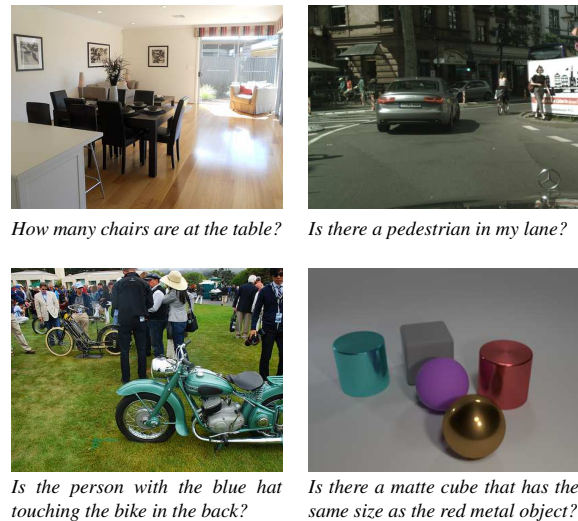 How many chairs are at the table?
Is there a pedestrian in my lane?
Is the person with the blue hat
touching the bike in the back?
Is there a matte cube that has the
same size as the red metal object?